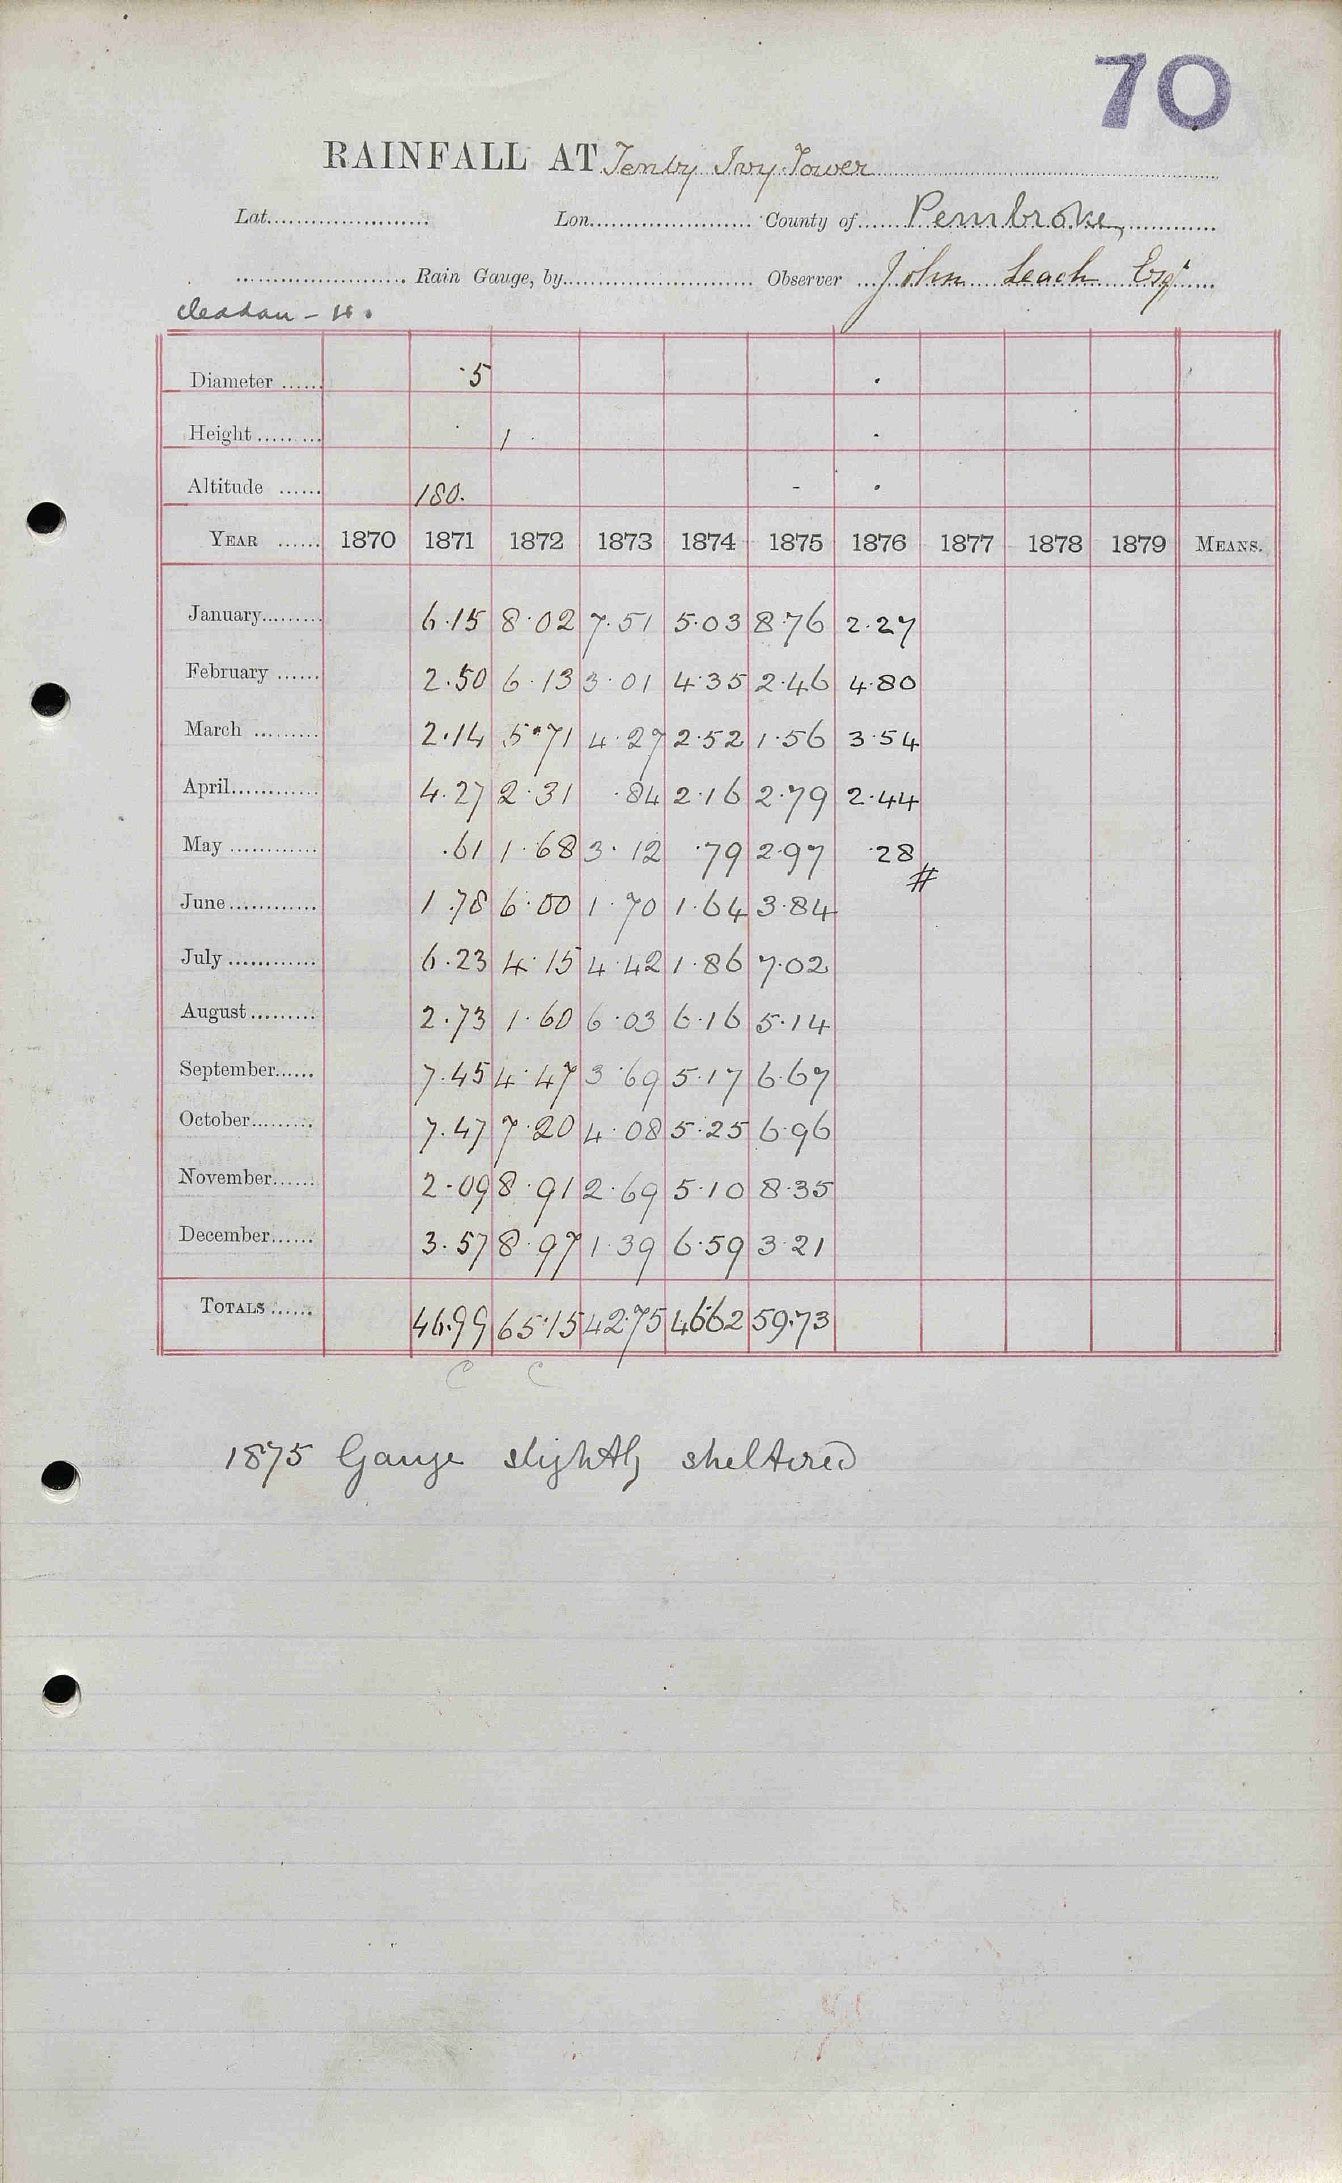 70
RAINFALL AT Tenby Ivy Tower
Lat. Lon. County of Pembroke,
Rain Gauge, by Observer John Leach Esqr
Diameter 5
Height 1
Altitude 180.
YEAR 1870 1871 1872 1873 1874 1875 1876 1877 1878 1879 MEANS.
January 6.15 8.02 7.51 5.03 8.76 2.27
February 2.50 6.13 3.01 4.35 2.46 4.80
March 2.14 5.71 4.27 2.52 1.56 3.54
April 4.27 2.31 .84 2.16 2.79 2.44
May .61 1.68 3.12 .79 2.97 .28
#
June 1.78 6.00 1.70 1.64 3.84
July 6.23 4.15 4.42 1.86 7.02
August 2.73 1.60 6.03 6.16 5.14
September 7.45 4.47 3.69 5.17 6.67
October 7.47 7.20 4.08 5.25 6.96
November 2.09 8.91 2.69 5.10 8.35
December 3.57 8.97 1.39 6.59 3.21
TOTALS 46.99 65.15 42.75 46.62 59.73
C C
1875 Gauge slightly sheltered